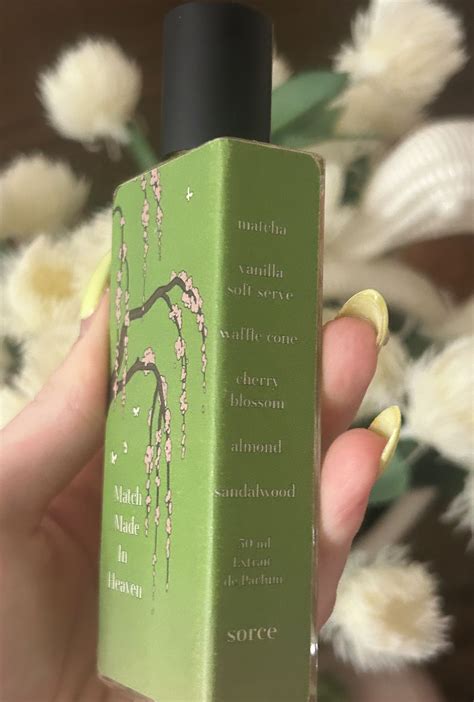 Match
Made
In
Heaven
matcha
vanilla
soft serve
waffle cone
cherry
blossom
almond
sandalwood
50 ml
Extrait
de Parfum
sorce